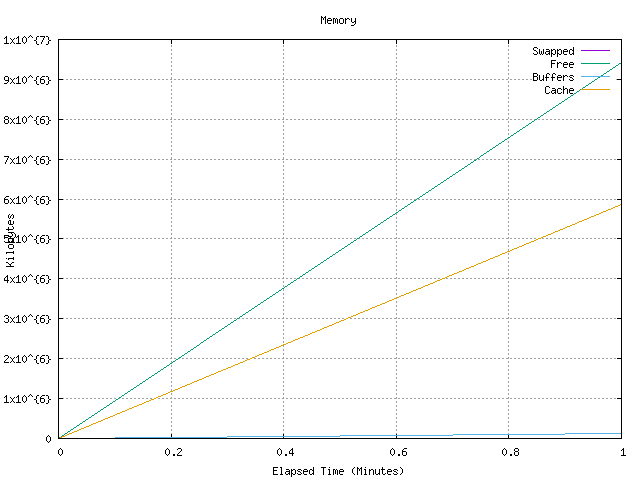 Memory
1x10^{7}
9x10^{6}
8x10^{6}
7x10^{6}
6x10^{6}
5x10^{6}
4x10^{6}
3x10^{6}
2x10^{6}
1x10^{6}
0
Kilobytes
Swapped
Free
Buffers
Cache
0 0.2 0.4 0.6 0.8 1
Elapsed Time (Minutes)